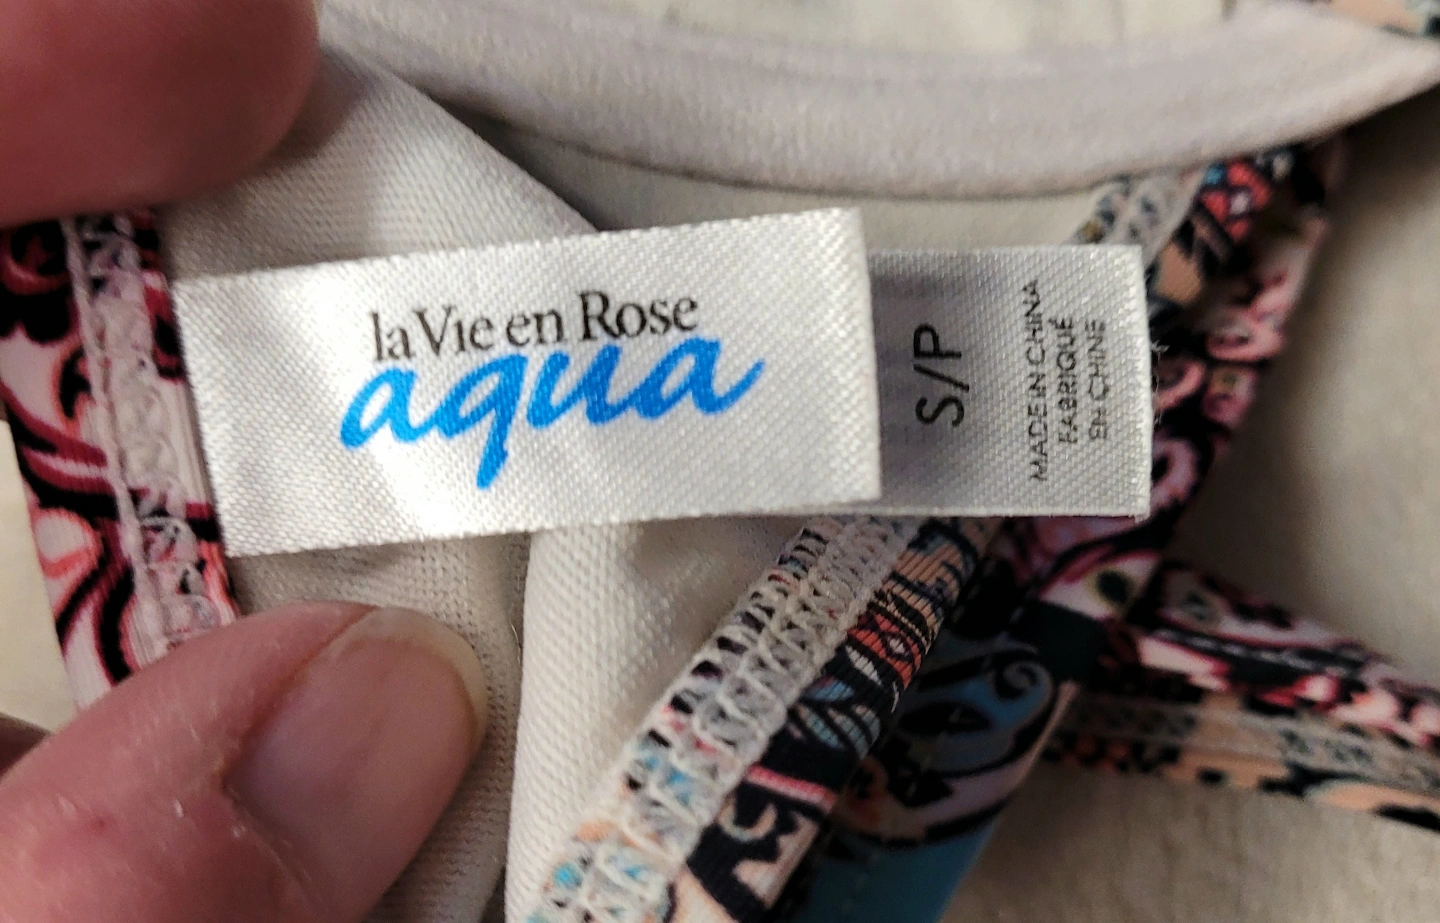 la Vie en Rose
aqua
S/P
MADE IN CHINA
FABRIQUÉ
EN CHINE